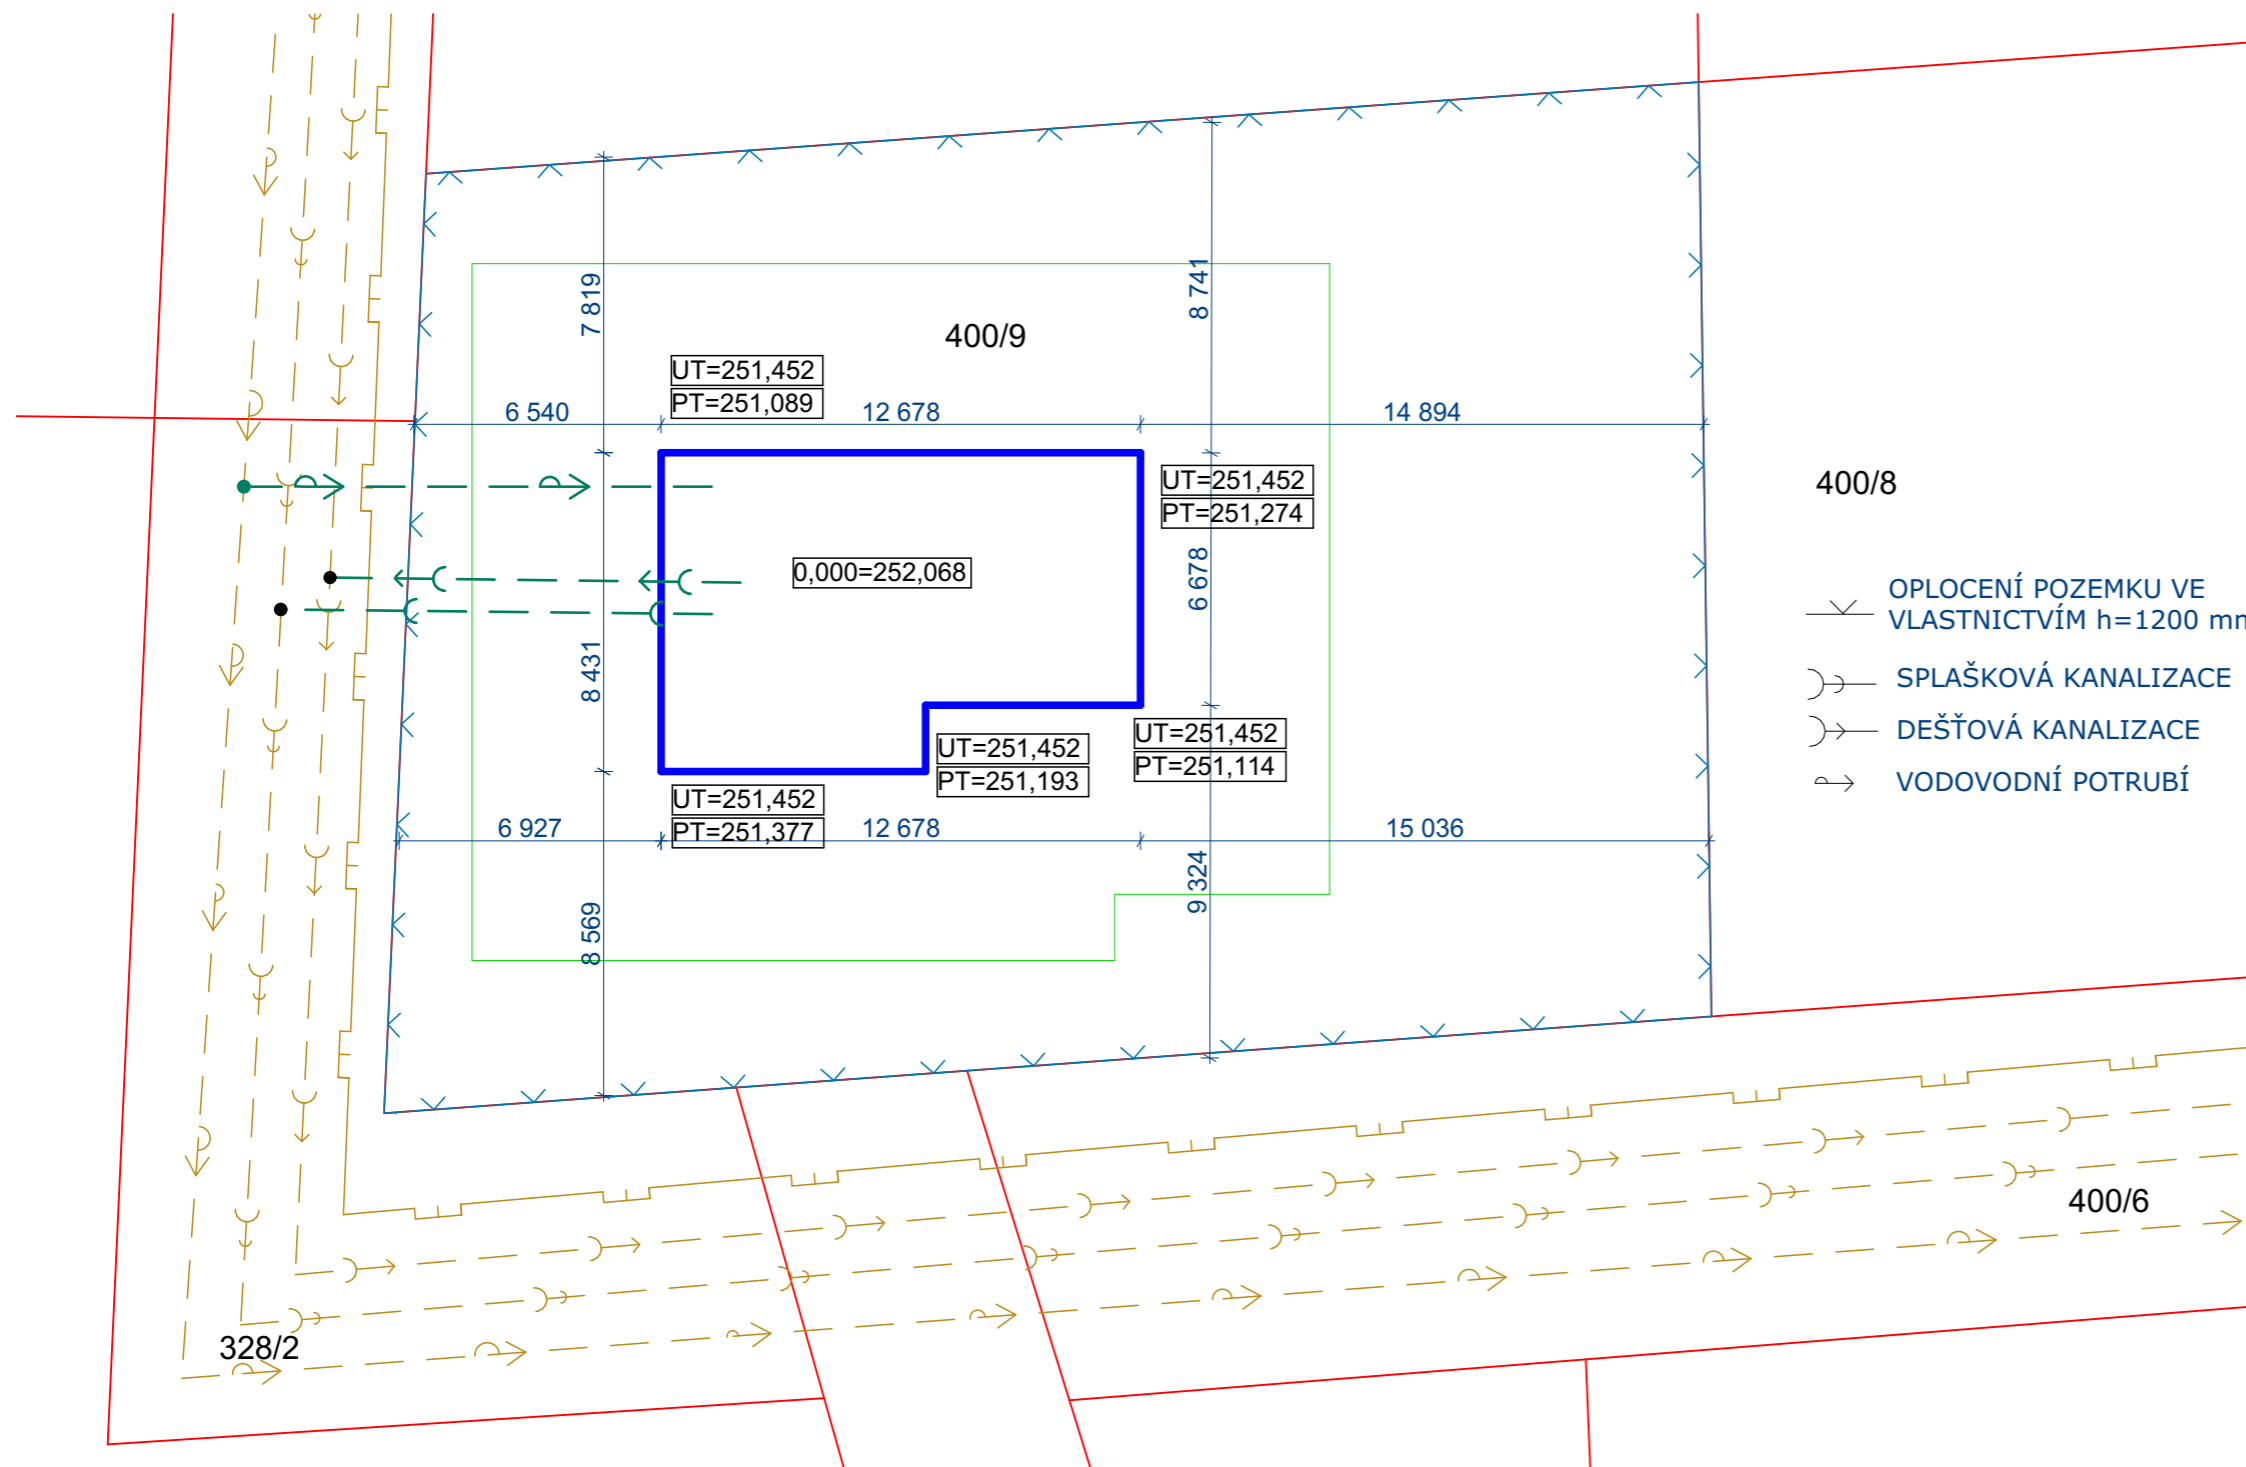 7 819
8 741
400/9
UT=251,452
PT=251,089
6 540
12 678
14 894
UT=251,452
PT=251,274
400/8
0,000=252,068
6 678
OPLOCENÍ POZEMKU VE
VLASTNICTVÍM h=1200 mm
8 431
SPLAŠKOVÁ KANALIZACE
DEŠŤOVÁ KANALIZACE
UT=251,452
PT=251,193
UT=251,452
PT=251,114
VODOVODNÍ POTRUBÍ
UT=251,452
PT=251,377
6 927
12 678
15 036
9 324
8 569
400/6
328/2